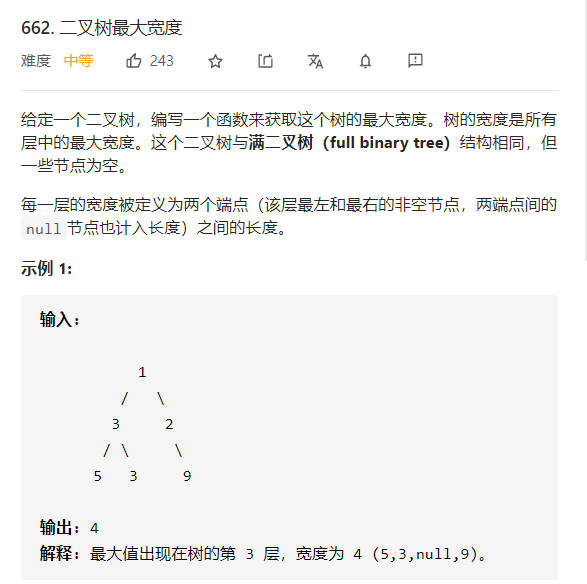 662. 二叉树最大宽度
难度 中等 243
给定一个二叉树，编写一个函数来获取这个树的最大宽度。树的宽度是所有
层中的最大宽度。这个二叉树与满二叉树（full binary tree）结构相同，但
一些节点为空。
每一层的宽度被定义为两个端点（该层最左和最右的非空节点，两端点间的
null 节点也计入长度）之间的长度。
示例 1:
输入:
1
/ \
3 2
/ \ \
5 3 9
输出: 4
解释: 最大值出现在树的第 3 层，宽度为 4 (5,3,null,9)。